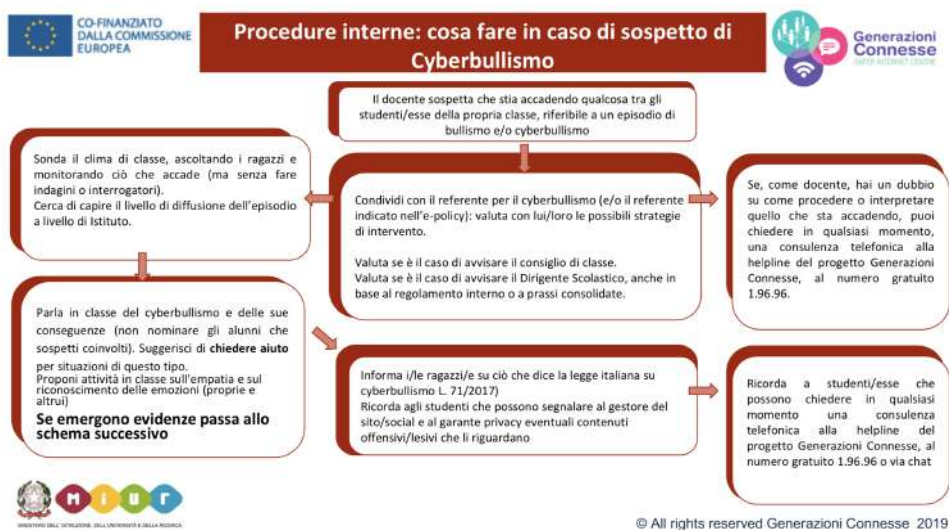 CO-FINANZIATO
DALLA COMMISSIONE
EUROPEA
Procedure interne: cosa fare in caso di sospetto di
Cyberbullismo
Generazioni
Connesse
SAFER INTERNET CENTRE
Il docente sospetta che stia accadendo qualcosa tra gli
studenti/esse della propria classe, riferibile a un episodio di
bullismo e/o cyberbullismo
Sonda il clima di classe, ascoltando i ragazzi e
monitorando ciò che accade (ma senza fare
indagini o interrogatori).
Cerca di capire il livello di diffusione dell'episodio
a livello di Istituto.
Condividi con il referente per il cyberbullismo (e/o il referente
indicato nell'e-policy): valuta con lui/loro le possibili strategie
di intervento.
Valuta se è il caso di avvisare il consiglio di classe.
Valuta se è il caso di avvisare il Dirigente Scolastico, anche in
base al regolamento interno o a prassi consolidate.
Se, come docente, hai un dubbio
su come procedere o interpretare
quello che sta accadendo, puoi
chiedere in qualsiasi momento,
una consulenza telefonica alla
helpline del progetto Generazioni
Connesse, al numero gratuito
1.96.96.
Parla in classe del cyberbullismo e delle sue
conseguenze (non nominare gli alunni che
sospetti coinvolti). Suggerisci di chiedere aiuto
per situazioni di questo tipo.
Proponi attività in classe sull'empatia e sul
riconoscimento delle emozioni (proprie e
altrui)
Se emergono evidenze passa allo
schema successivo
Informa i/le ragazzi/e su ciò che dice la legge italiana su
cyberbullismo L. 71/2017)
Ricorda agli studenti che possono segnalare al gestore del
sito/social e al garante privacy eventuali contenuti
offensivi/lesivi che li riguardano
Ricorda a studenti/esse che
possono chiedere in qualsiasi
momento una consulenza
telefonica alla helpline del
progetto Generazioni Connesse, al
numero gratuito 1.96.96 o via chat
miur
MINISTERO DELL' ISTRUZIONE, DELL'UNIVERSITÀ E DELLA RICERCA
© All rights reserved Generazioni Connesse 2019